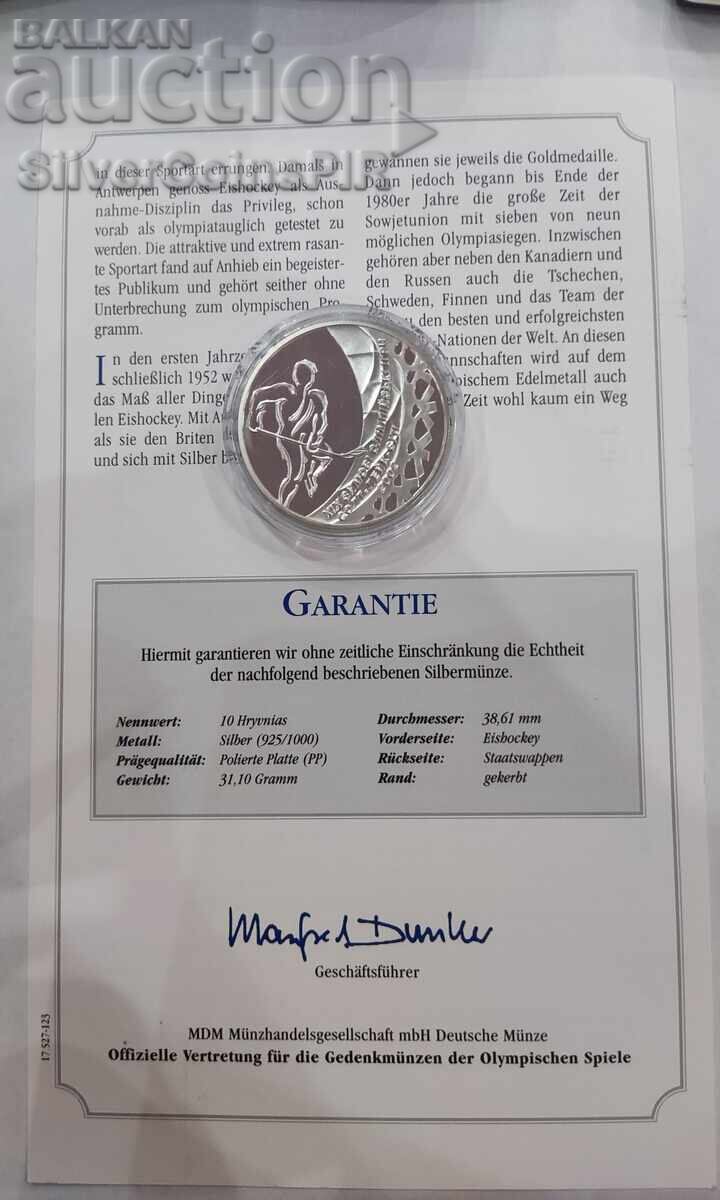 BALKAN
auction
SilverCoinsPJR
in dieser Sportart errungen. Damals in
Antwerpen genoss Eishockey als Aus-
nahme-Disziplin das Privileg, schon
vorab als olympiatauglich getestet zu
werden. Die attraktive und extrem rasan-
te Sportart fand auf Anhieb ein begeister-
tes Publikum und gehört seither ohne
Unterbrechung zum olympischen Pro-
gramm.
In den ersten
schließlich 1952
das Maß aller
len Eishockey. Mit
als sie den Briten
und sich mit Silber
gewannen sie jeweils die Goldmedaille.
Dann jedoch begann bis Ende der
1980er Jahre die große Zeit der
Sowjetunion mit sieben von neun
möglichen Olympiasiegen. Inzwischen
gehören aber neben den Kanadiern und
den Russen auch die Tschechen,
Schweden, Finnen und das Team der
den besten und erfolgreichsten
-Nationen der Welt. An diesen
wird auf dem
Edelmetall auch
Zeit wohl kaum ein Weg
GARANTIE
Hiermit garantieren wir ohne zeitliche Einschränkung die Echtheit
der nachfolgend beschriebenen Silbermünze.
Nennwert: 10 Hryvnias
Metall: Silber (925/1000)
Prägequalität: Polierte Platte (PP)
Gewicht: 31,10 Gramm
Durchmesser: 38,61 mm
Vorderseite: Eishockey
Rückseite: Staatswappen
Rand: gekerbt
Manfred Dunker
Geschäftsführer
MDM Münzhandelsgesellschaft mbH Deutsche Münze
Offizielle Vertretung für die Gedenkmünzen der Olympischen Spiele
17 527-123